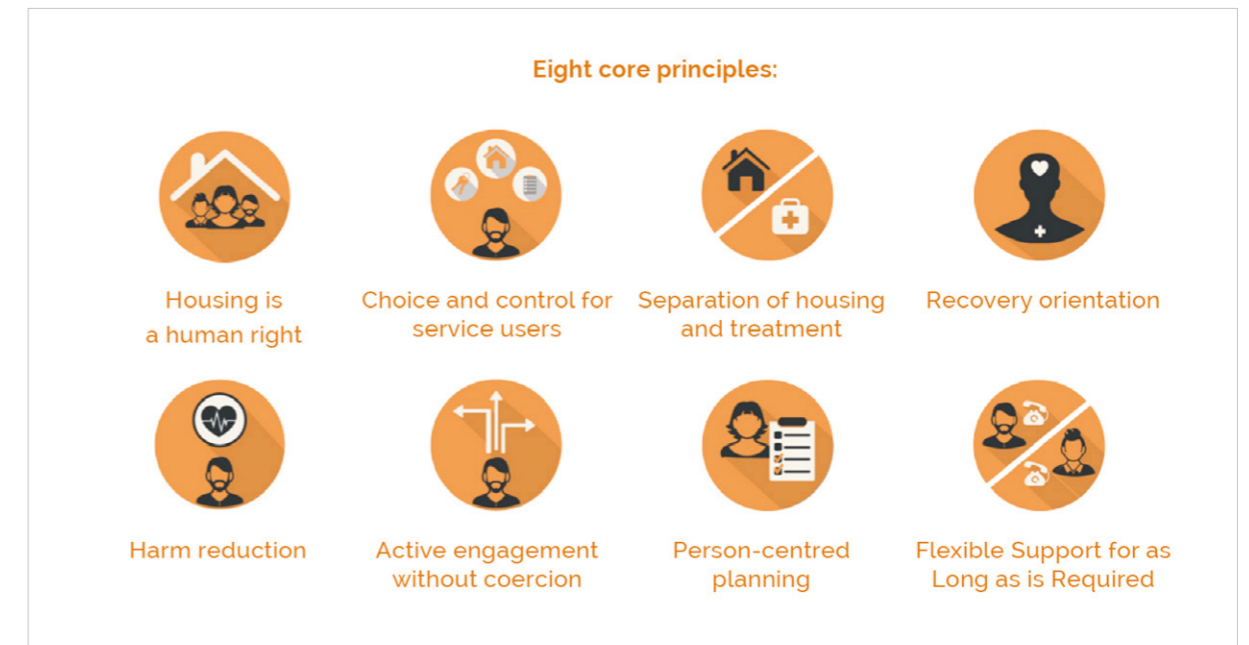 Eight core principles:
Housing is
a human right
Choice and control for
service users
Separation of housing
and treatment
Recovery orientation
Harm reduction
Active engagement
without coercion
Person-centred
planning
Flexible Support for as
Long as is Required